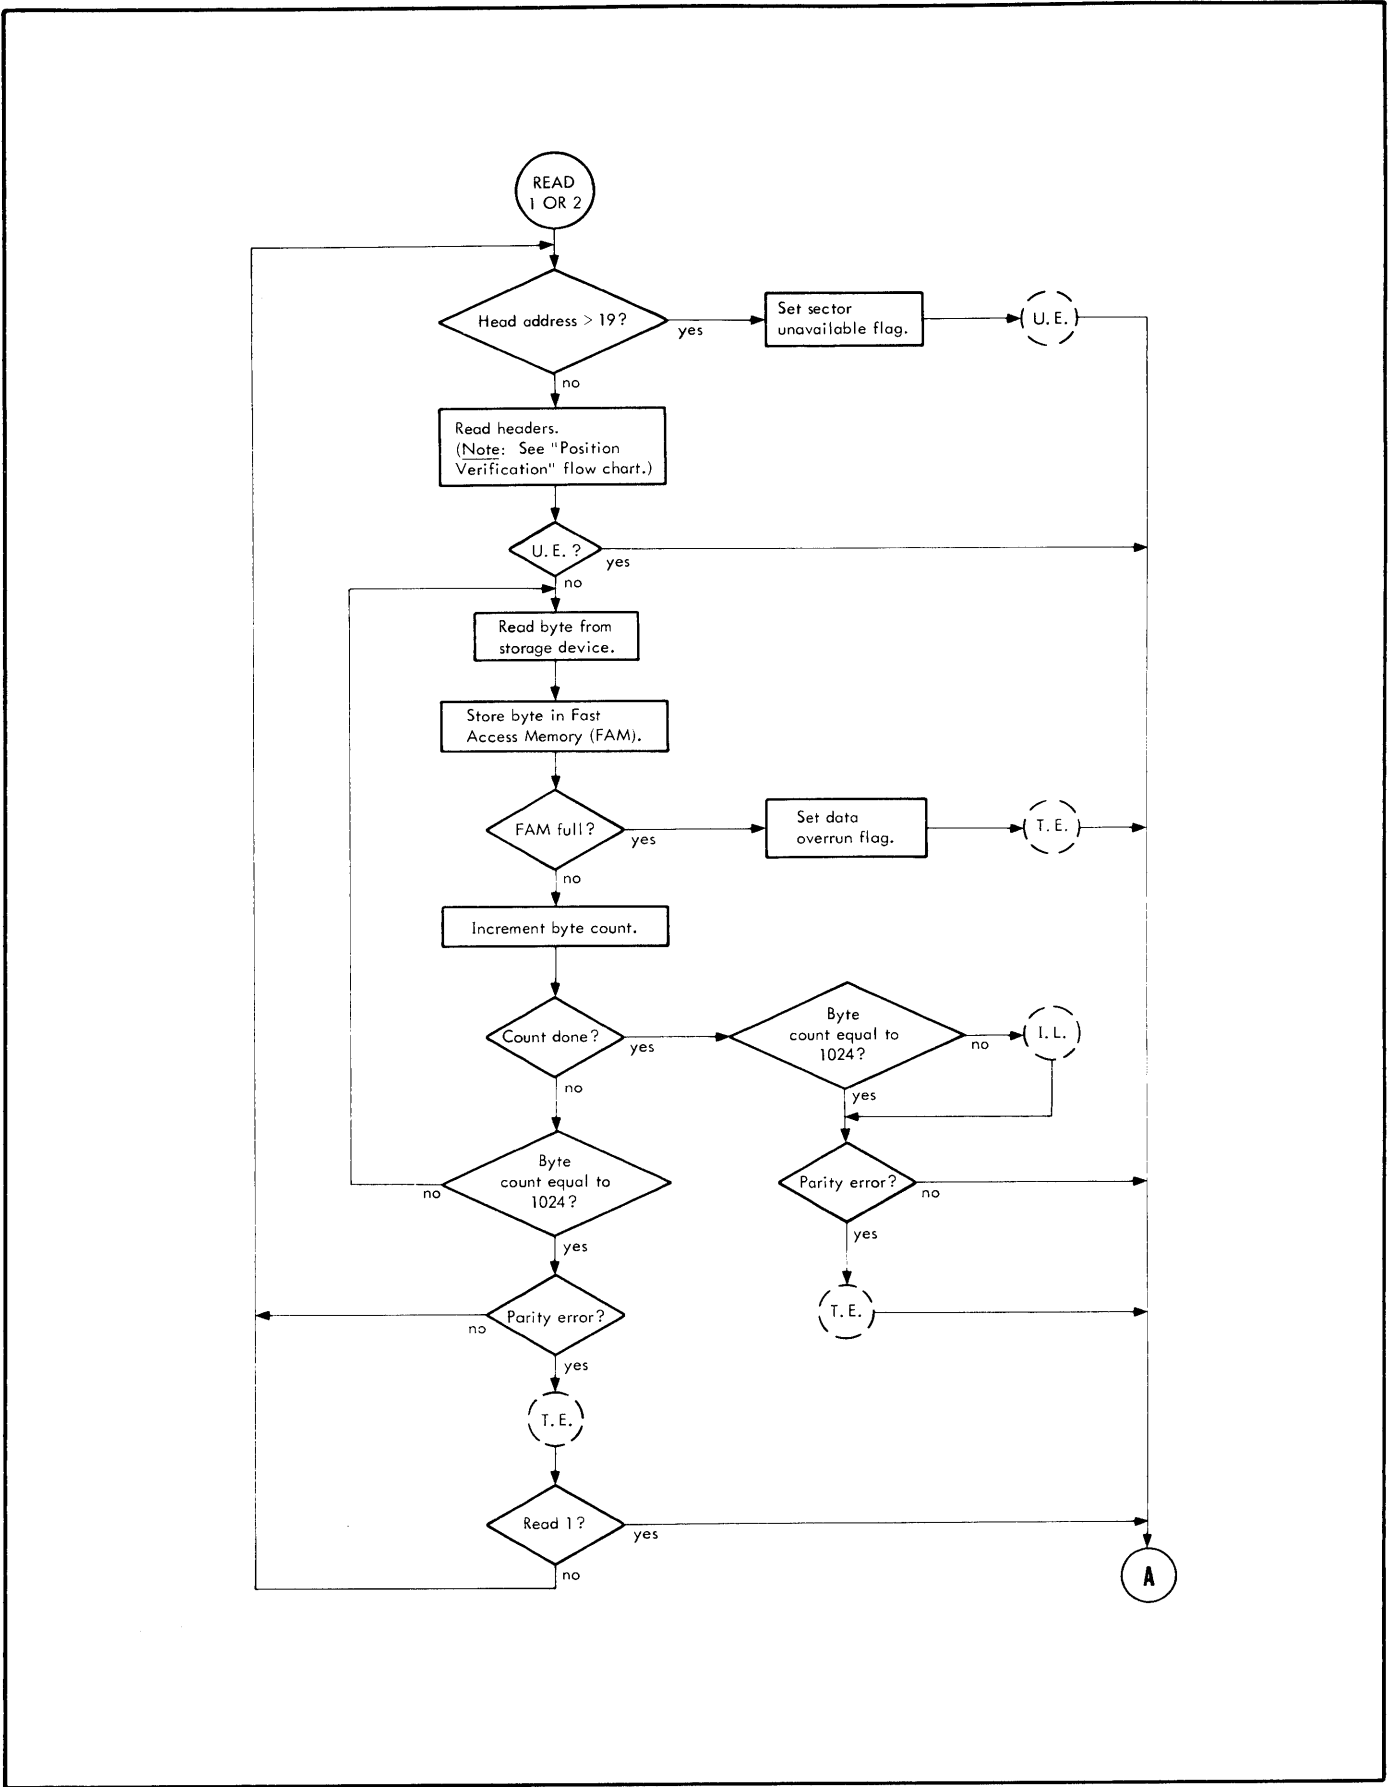 READ
1 OR 2
Head address > 19?
yes
Set sector
unavailable flag.
U.E.
no
Read headers.
(Note: See "Position
Verification" flow chart.)
U.E.?
yes
no
Read byte from
storage device.
Store byte in Fast
Access Memory (FAM).
FAM full?
yes
Set data
overrun flag.
T.E.
no
Increment byte count.
Count done?
yes
Byte
count equal to
1024?
no
I.L.
no
yes
Byte
count equal to
1024?
no
Parity error?
no
yes
yes
Parity error?
no
T.E.
yes
T.E.
Read 1?
yes
no
A